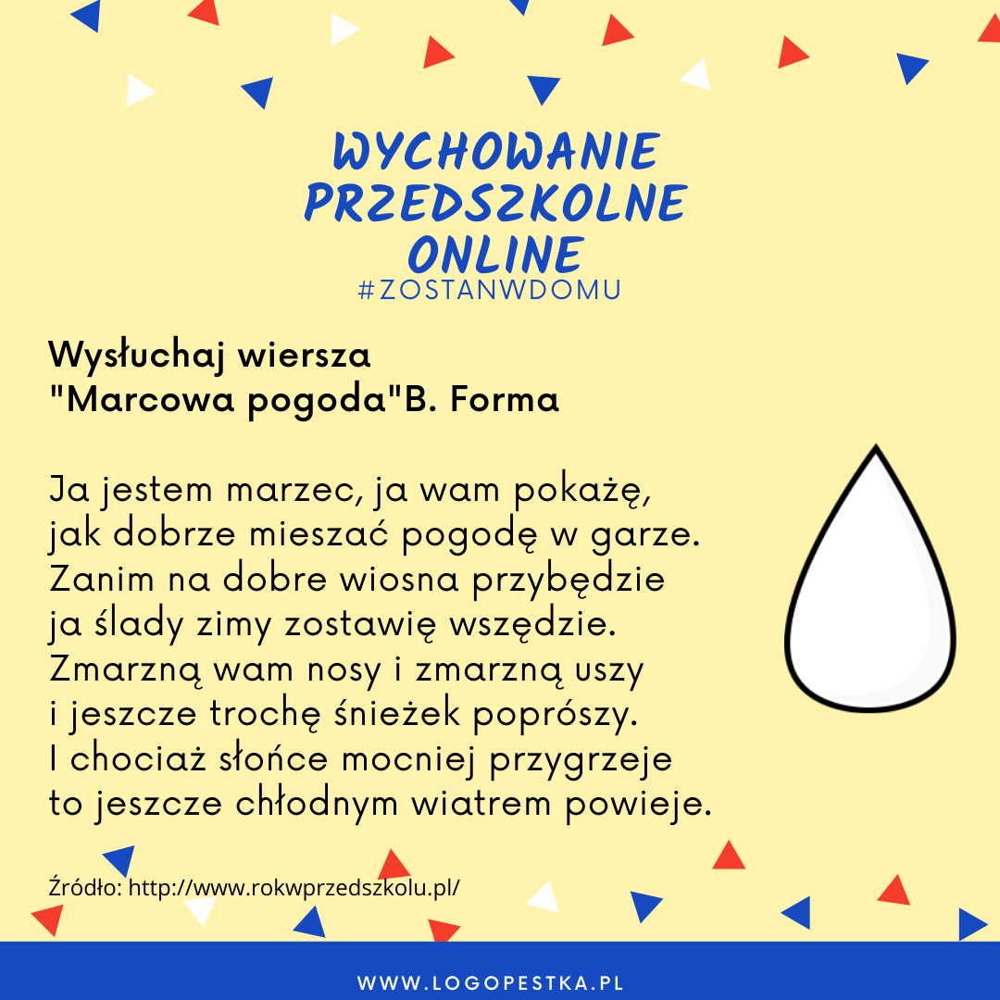 WYCHOWANIE
PRZEDSZKOLNE
ONLINE
#ZOSTANWDOMU
Wysłuchaj wiersza
"Marcowa pogoda"B. Forma
Ja jestem marzec, ja wam pokażę,
jak dobrze mieszać pogodę w garze.
Zanim na dobre wiosna przybędzie
ja ślady zimy zostawię wszędzie.
Zmarzną wam nosy i zmarzną uszy
i jeszcze trochę śnieżek poprószy.
I chociaż słońce mocniej przygrzeje
to jeszcze chłodnym wiatrem powieje.
Źródło: http://www.rokwprzedszkolu.pl/
WWW.LOGOPESTKA.PL